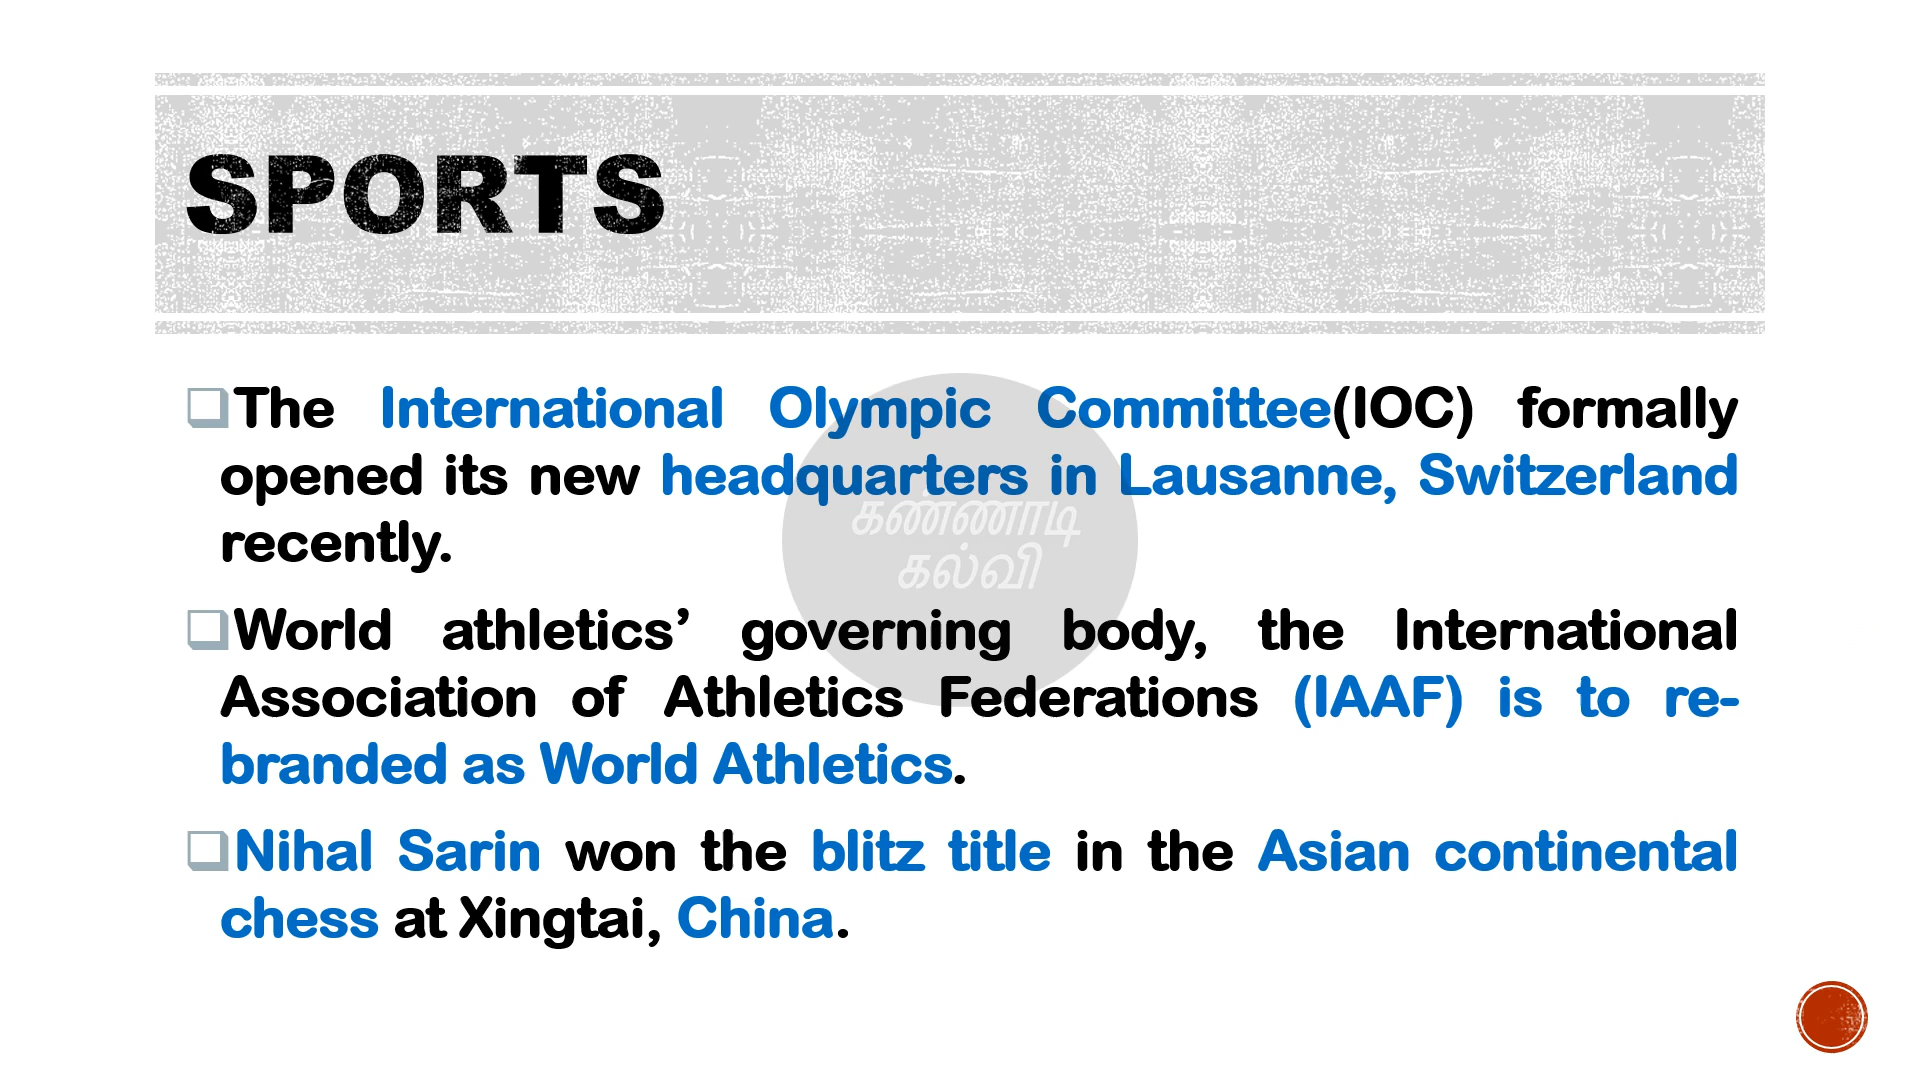 SPORTS
The International Olympic Committee(IOC) formally
opened its new headquarters in Lausanne, Switzerland
recently.
கண்ணாடி
கல்வி
World athletics’ governing body, the International
Association of Athletics Federations (IAAF) is to re-
branded as World Athletics.
Nihal Sarin won the blitz title in the Asian continental
chess at Xingtai, China.